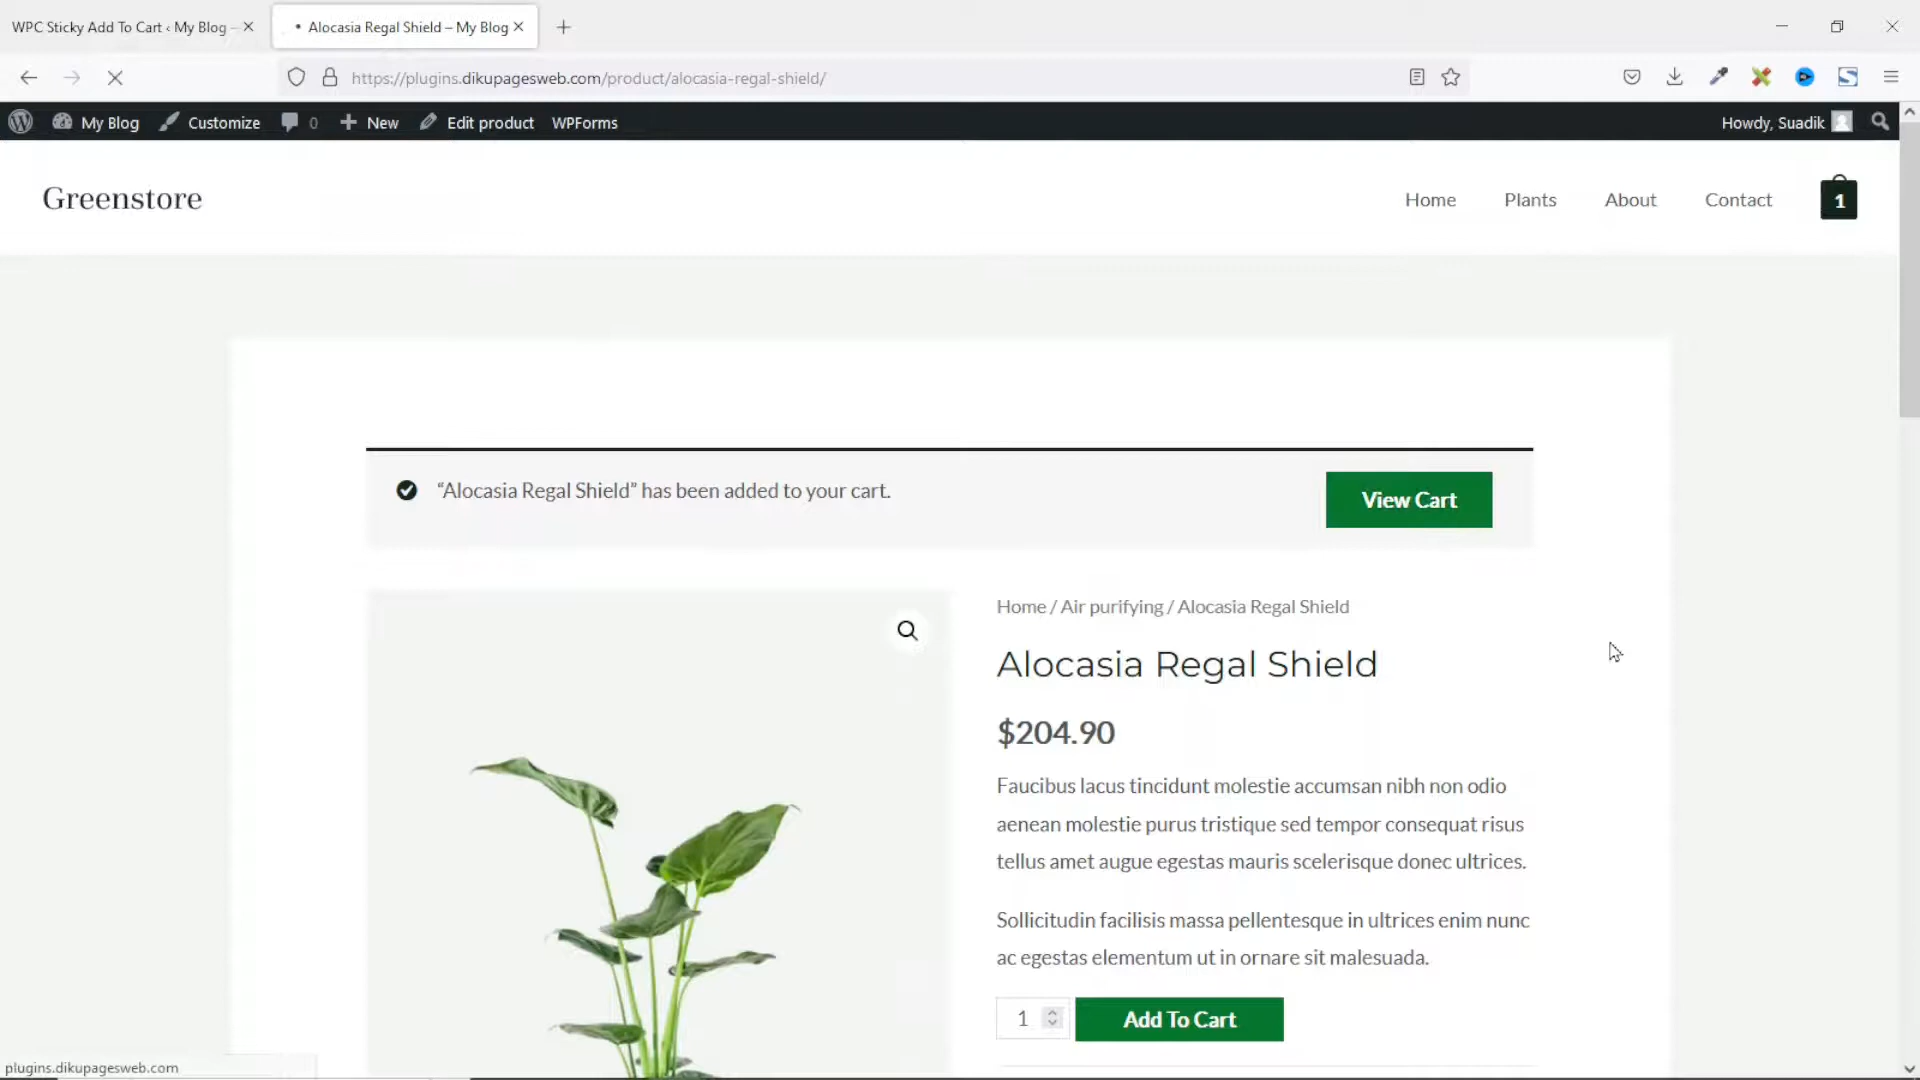 WPC Sticky Add To Cart ‹ My Blog –
Alocasia Regal Shield – My Blog
https://plugins.dikupagesweb.com/product/alocasia-regal-shield/
My Blog
Customize
0
New
Edit product
WPForms
Howdy, Suadik
Greenstore
Home
Plants
About
Contact
1
“Alocasia Regal Shield” has been added to your cart.
View Cart
Home / Air purifying / Alocasia Regal Shield
Alocasia Regal Shield
$204.90
Faucibus lacus tincidunt molestie accumsan nibh non odio
aenean molestie purus tristique sed tempor consequat risus
tellus amet augue egestas mauris scelerisque donec ultrices.
Sollicitudin facilisis massa pellentesque in ultrices enim nunc
ac egestas elementum ut in ornare sit malesuada.
1
Add To Cart
plugins.dikupagesweb.com